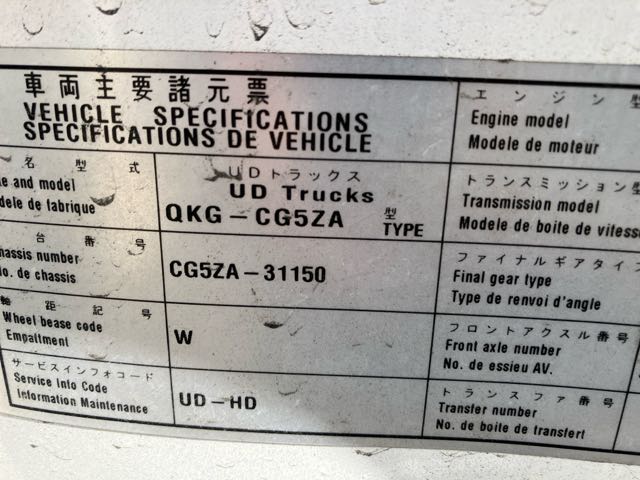 車両主要諸元票
VEHICLE SPECIFICATIONS
SPECIFICATIONS DE VEHICLE
名 型 式
and model
de fabrique
UDトラックス
UD Trucks
QKG-CG5ZA 型 TYPE
台 番 号
number
No. de chassis
CG5ZA-31150
距 記 号
Wheel bease code
Empattment
W
サービスインフォコード
Service Info Code
Information Maintenance
UD-HD
エンジン型
Engine model
Modele de moteur
トランスミッション型
Transmission model
Modele de boite de vitess
ファイナルギアタイプ
Final gear type
Type de renvoi d'angle
フロントアクスル番号
Front axle number
No. de essieu AV.
トランスファ番号
Transfer number
No. de boite de transfert